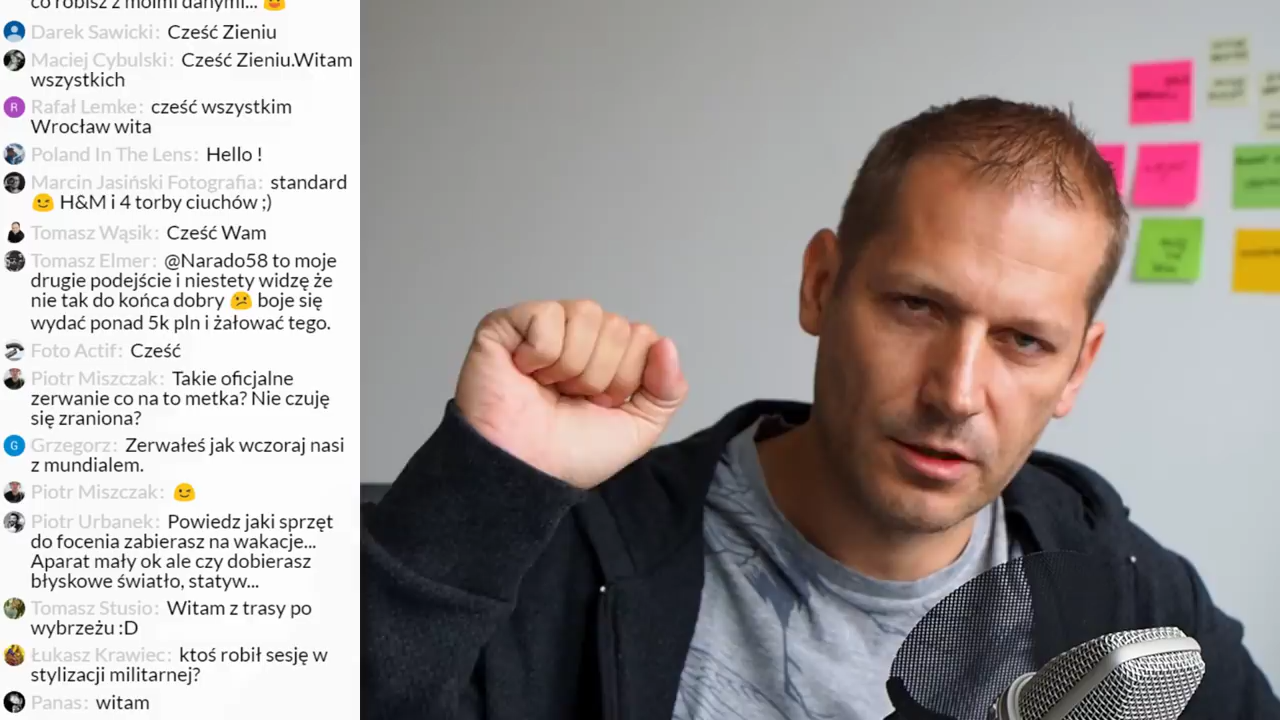 co robisz z moimi danymi... 😮
Darek Sawicki: Cześć Zieniu
Maciej Cybulski: Cześć Zieniu.Witam
wszystkich
R Rafał Lemke: cześć wszystkim
Wrocław wita
Poland In The Lens: Hello !
Marcin Jasiński Fotografia: standard
😉 H&M i 4 torby ciuchów ;)
Tomasz Wąsik: Cześć Wam
Tomasz Elmer: @Narado58 to moje
drugie podejście i niestety widzę że
nie tak do końca dobry 😕 boje się
wydać ponad 5k pln i żałować tego.
Foto Actif: Cześć
Piotr Miszczak: Takie oficjalne
zerwanie co na to metka? Nie czuję
się zraniona?
G Grzegorz: Zerwałeś jak wczoraj nasi
z mundialem.
Piotr Miszczak: 😉
Piotr Urbanek: Powiedz jaki sprzęt
do focenia zabierasz na wakacje...
Aparat mały ok ale czy dobierasz
błyskowe światło, statyw...
Tomasz Stusio: Witam z trasy po
wybrzeżu :D
Łukasz Krawiec: ktoś robił sesję w
stylizacji militarnej?
Panas: witam